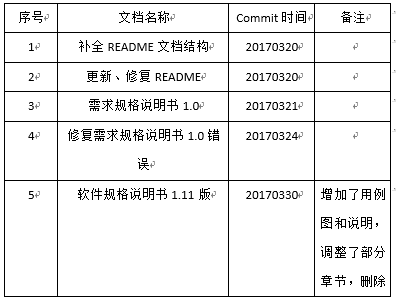 序号 文档名称 Commit 时间 备注
1 补全 README 文档结构 20170320
2 更新、修复 README 20170320
3 需求规格说明书 1.0 20170321
4 修复需求规格说明书 1.0 错 20170324
误
5 软件规格说明书 1.11 版 20170330 增加了用例
图和说明，
调整了部分
章节，删除